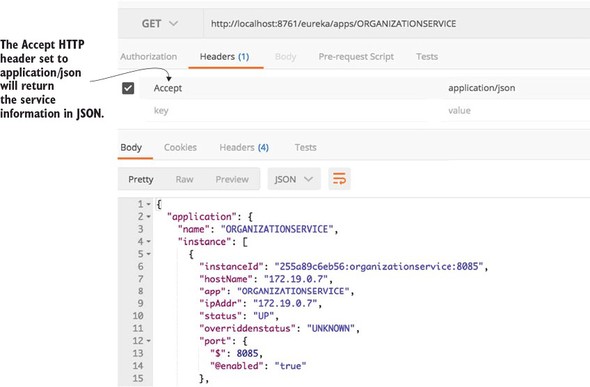 GET http://localhost:8761/eureka/apps/ORGANIZATIONSERVICE
Authorization Headers (1) Body Pre-request Script Tests
The Accept HTTP
header set to
application/json
will return
the service
information in JSON.
Accept application/json
key value
Body Cookies Headers (4) Tests
Pretty Raw Preview JSON
1 {
2 "application": {
3 "name": "ORGANIZATIONSERVICE",
4 "instance": [
5 {
6 "instanceId": "255a89c6eb56:organizationservice:8085",
7 "hostName": "172.19.0.7",
8 "app": "ORGANIZATIONSERVICE",
9 "ipAddr": "172.19.0.7",
10 "status": "UP",
11 "overriddenstatus": "UNKNOWN",
12 "port": {
13 "$": 8085,
14 "@enabled": "true"
15 },